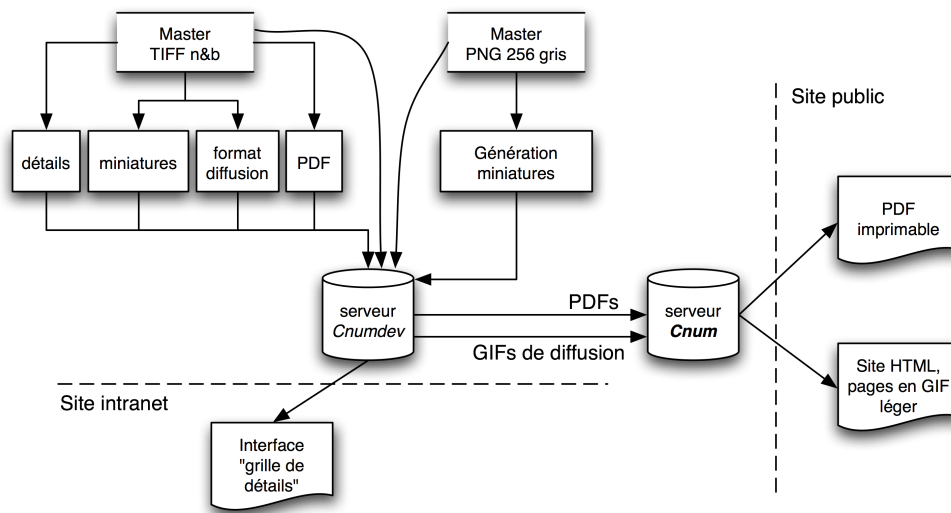 Master
TIFF n&b
Master
PNG 256 gris
Site public
détails
miniatures
format
diffusion
PDF
Génération
miniatures
PDF
imprimable
serveur
Cnumdev
PDFs
GIFs de diffusion
serveur
Cnum
Site HTML,
pages en GIF
léger
Site intranet
Interface
"grille de
détails"